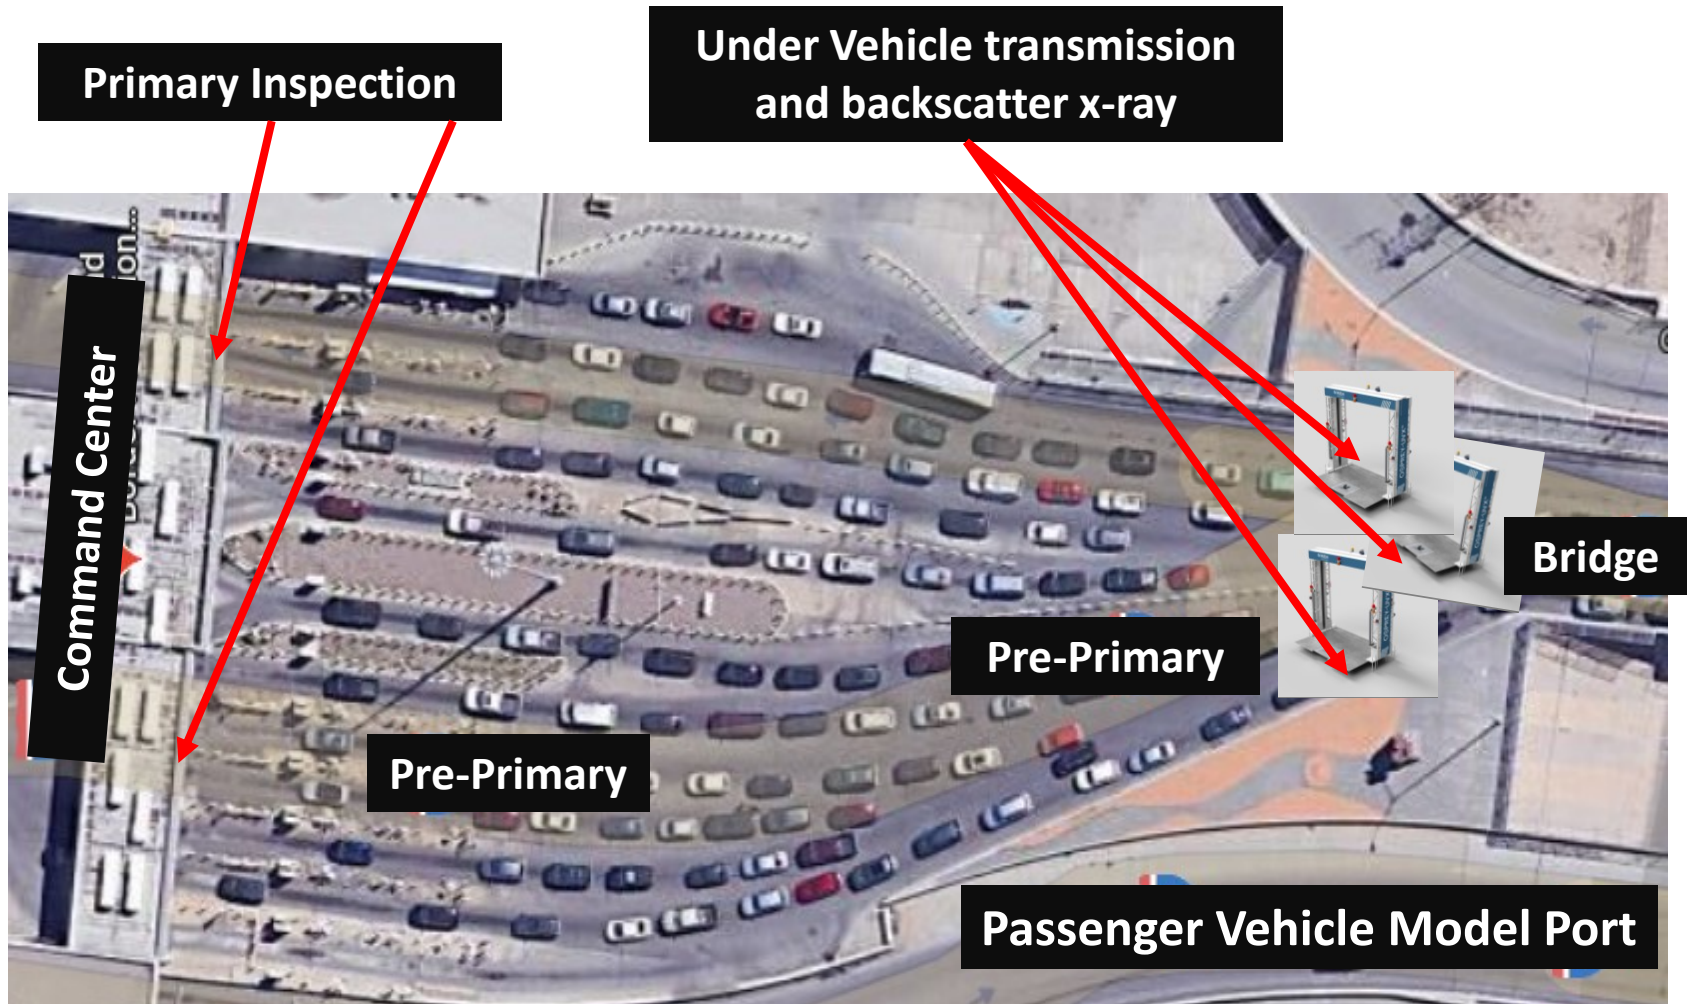 Primary Inspection
Under Vehicle transmission
and backscatter x-ray
Command Center
Bridge
Pre-Primary
Pre-Primary
Passenger Vehicle Model Port